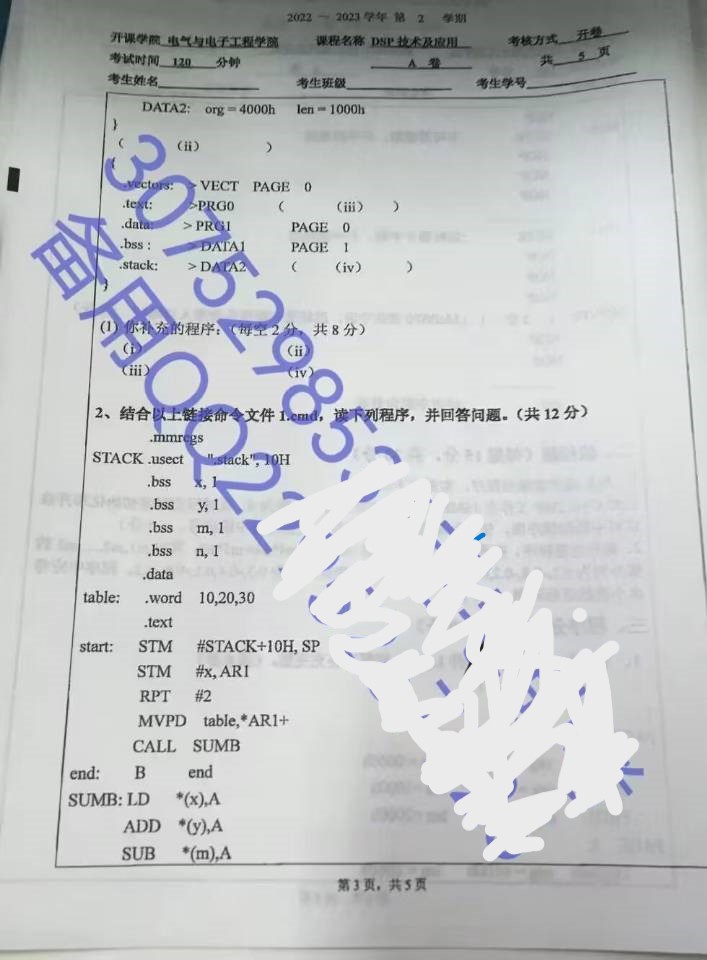 2022 － 2023 学年 第 2 学期
开课学院 电气与电子工程学院 课程名称 DSP 技术及应用 考核方式 开卷
考试时间 120 分钟 A 卷 共 5 页
考生姓名 考生班级 考生学号
DATA2: org = 4000h len = 1000h
}
( (ii) )
{
.vectors: > VECT PAGE 0
.text: >PRG0 ( (iii) )
.data: > PRG1 PAGE 0
.bss : > DATA1 PAGE 1
.stack: > DATA2 ( (iv) )
}
(1) 你补充的程序：（每空 2 分，共 8 分）
(i) (ii)
(iii) (iv)
2、结合以上链接命令文件 1.cmd，读下列程序，并回答问题。（共 12 分）
.mmregs
STACK .usect ".stack", 10H
.bss x, 1
.bss y, 1
.bss m, 1
.bss n, 1
.data
table: .word 10,20,30
.text
start: STM #STACK+10H, SP
STM #x, AR1
RPT #2
MVPD table,*AR1+
CALL SUMB
end: B end
SUMB: LD *(x),A
ADD *(y),A
SUB *(m),A
第 3 页，共 5 页
备用QQ22
30752985